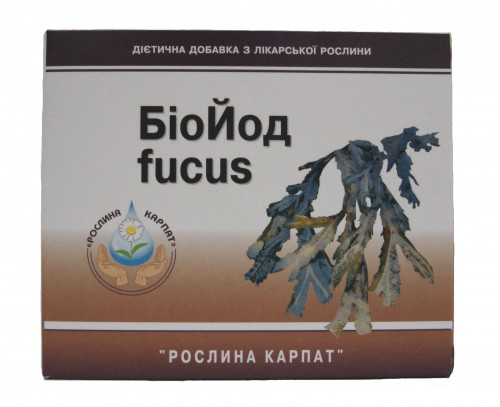 ДІЄТИЧНА ДОБАВКА З ЛІКАРСЬКОЇ РОСЛИНИ
БіоЙод
fucus
"РОСЛИНА КАРПАТ"
"РОСЛИНА КАРПАТ"